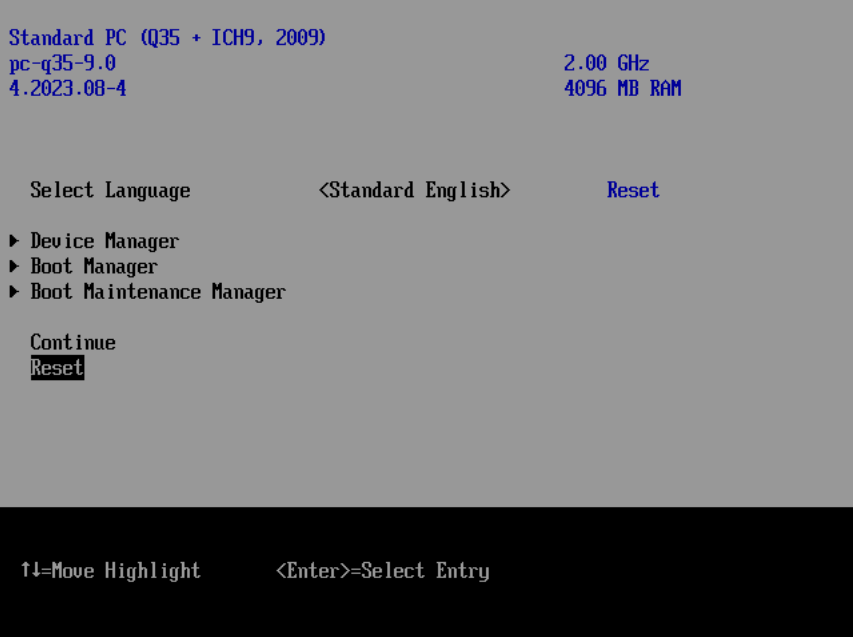 Standard PC (Q35 + ICH9, 2009)
pc-q35-9.0 2.00 GHz
4.2023.08-4 4096 MB RAM
Select Language <Standard English> Reset
Device Manager
Boot Manager
Boot Maintenance Manager
Continue
Reset
↑↓=Move Highlight <Enter>=Select Entry